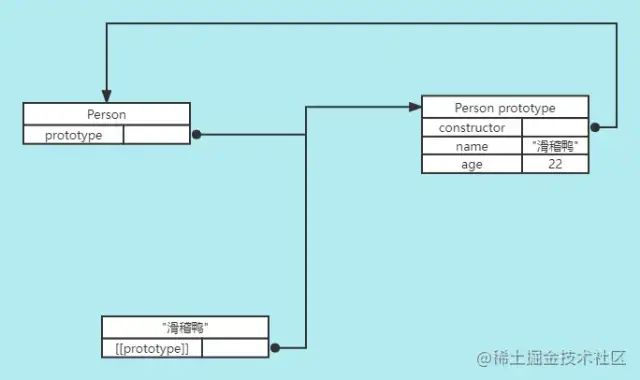 Person
prototype
Person prototype
constructor
name "滑稽鸭"
age 22
"滑稽鸭"
[[prototype]]
@稀土掘金技术社区